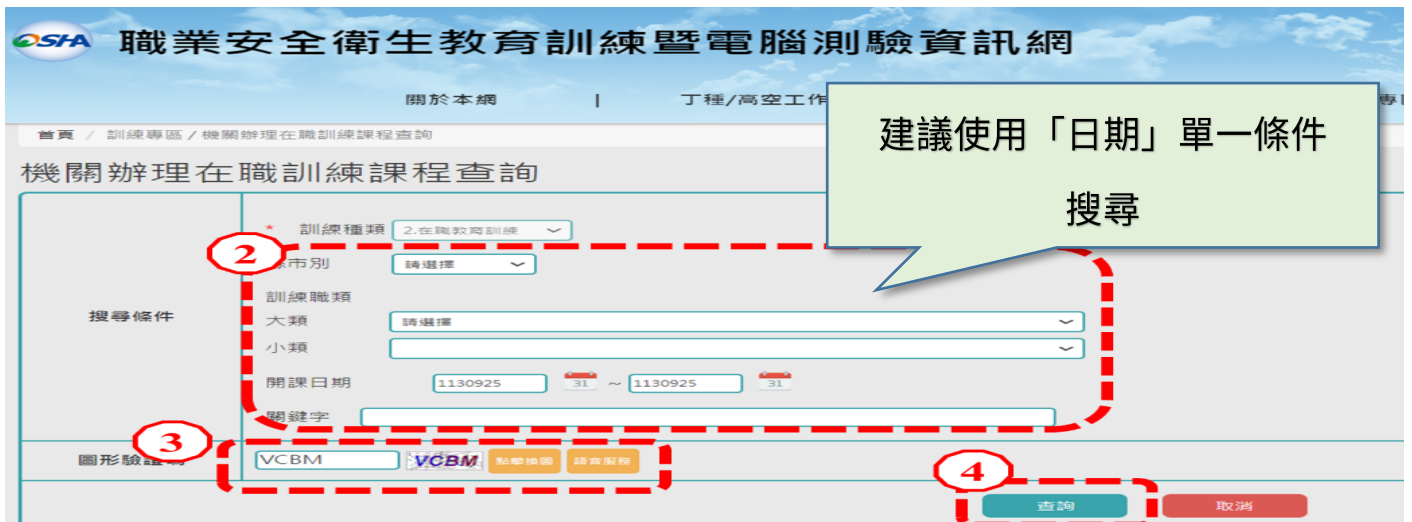 OSHA 職業安全衛生教育訓練暨電腦測驗資訊網
關於本網 | 丁種/高空工作
建議使用「日期」單一條件
搜尋
首頁 / 訓練專區 / 機關辦理在職訓練課程查詢
機關辦理在職訓練課程查詢
* 訓練種類 2.在職教育訓練
2
市別 請選擇
訓練職類
搜尋條件
大類 請選擇
小類
開課日期 1130925 31 ~ 1130925 31
關鍵字
3
圖形驗證碼 VCBM VCBM 點擊換圖 語音服務
4
查詢 取消